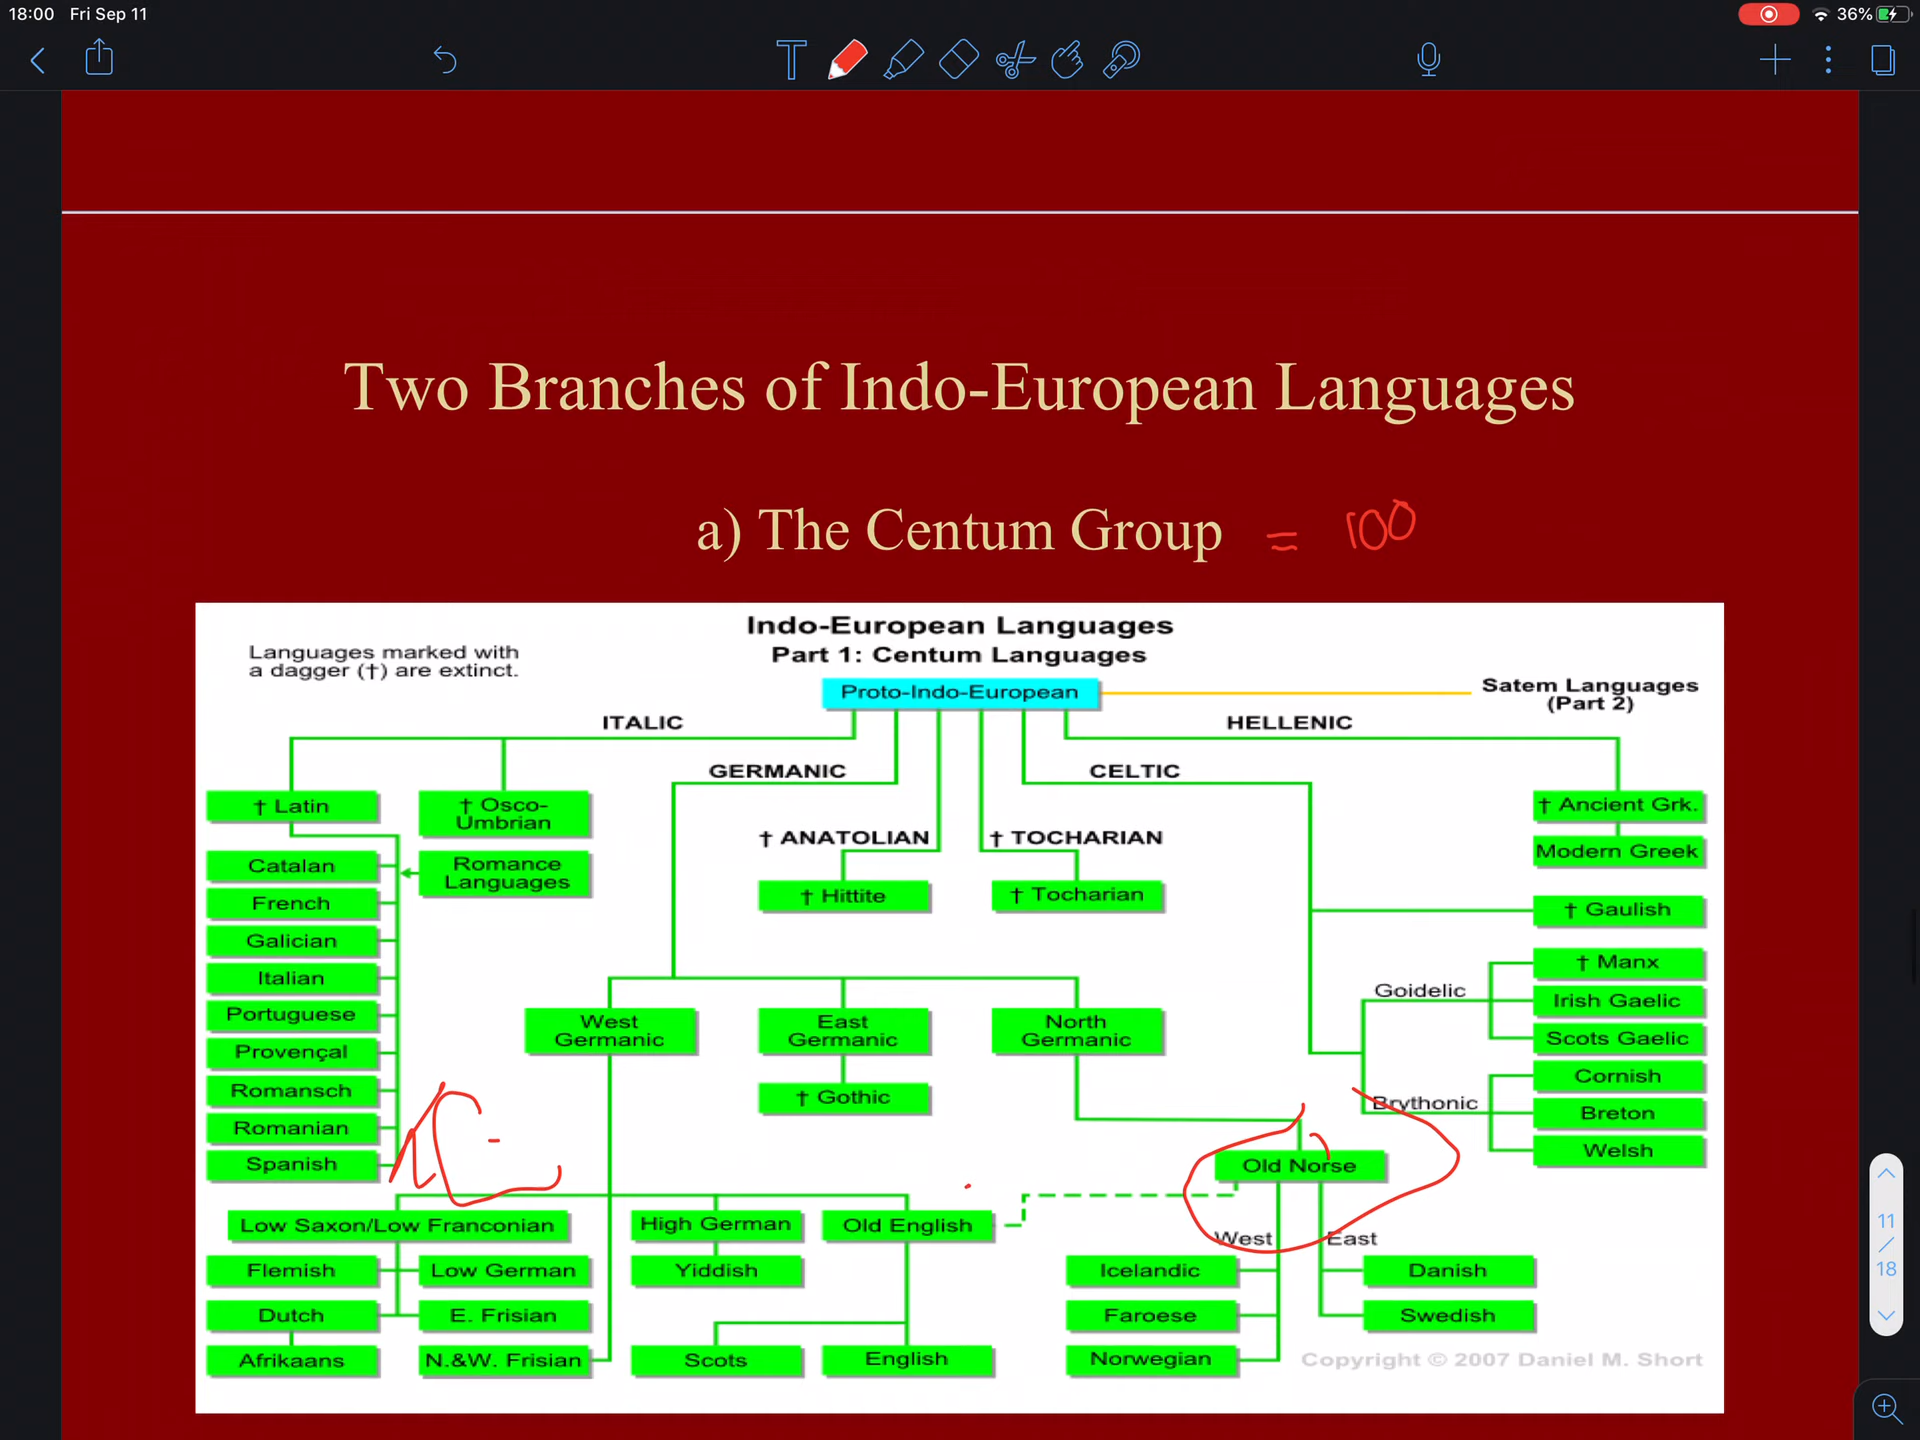 18:00 Fri Sep 11
36%
Two Branches of Indo-European Languages
a) The Centum Group = 100
Indo-European Languages
Part 1: Centum Languages
Languages marked with
a dagger (†) are extinct.
Proto-Indo-European
Satem Languages
(Part 2)
ITALIC
HELLENIC
GERMANIC
CELTIC
† Latin
† Osco-
Umbrian
† Ancient Grk.
† ANATOLIAN
† TOCHARIAN
Modern Greek
Catalan
Romance
Languages
† Hittite
† Tocharian
French
† Gaulish
Galician
Italian
† Manx
Goidelic
Irish Gaelic
Portuguese
West
Germanic
East
Germanic
North
Germanic
Scots Gaelic
Provençal
Cornish
Romansch
† Gothic
Brythonic
Breton
Romanian
Welsh
Spanish
Old Norse
Low Saxon/Low Franconian
High German
Old English
West
East
Flemish
Low German
Yiddish
Icelandic
Danish
Dutch
E. Frisian
Faroese
Swedish
Afrikaans
N.&W. Frisian
Scots
English
Norwegian
Copyright © 2007 Daniel M. Short
11
/
18